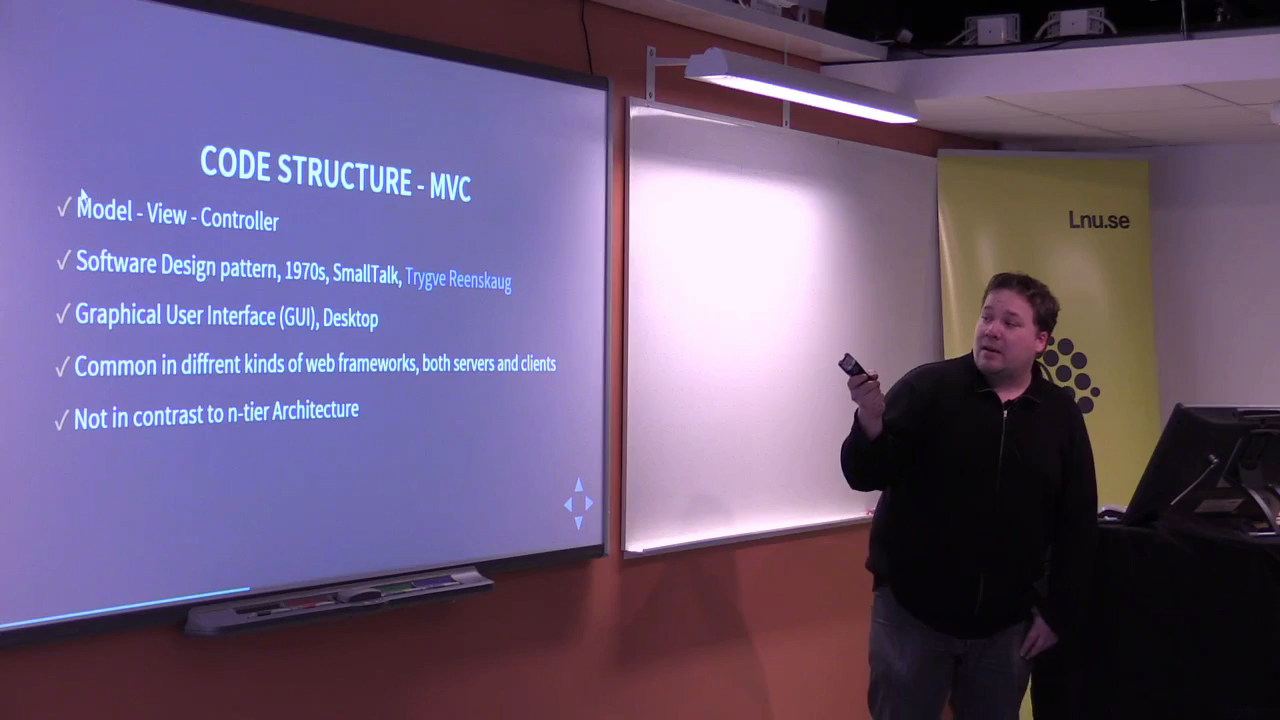 CODE STRUCTURE - MVC
✓ Model - View - Controller
✓ Software Design pattern, 1970s, SmallTalk, Trygve Reenskaug
✓ Graphical User Interface (GUI), Desktop
✓ Common in diffrent kinds of web frameworks, both servers and clients
✓ Not in contrast to n-tier Architecture
Lnu.se